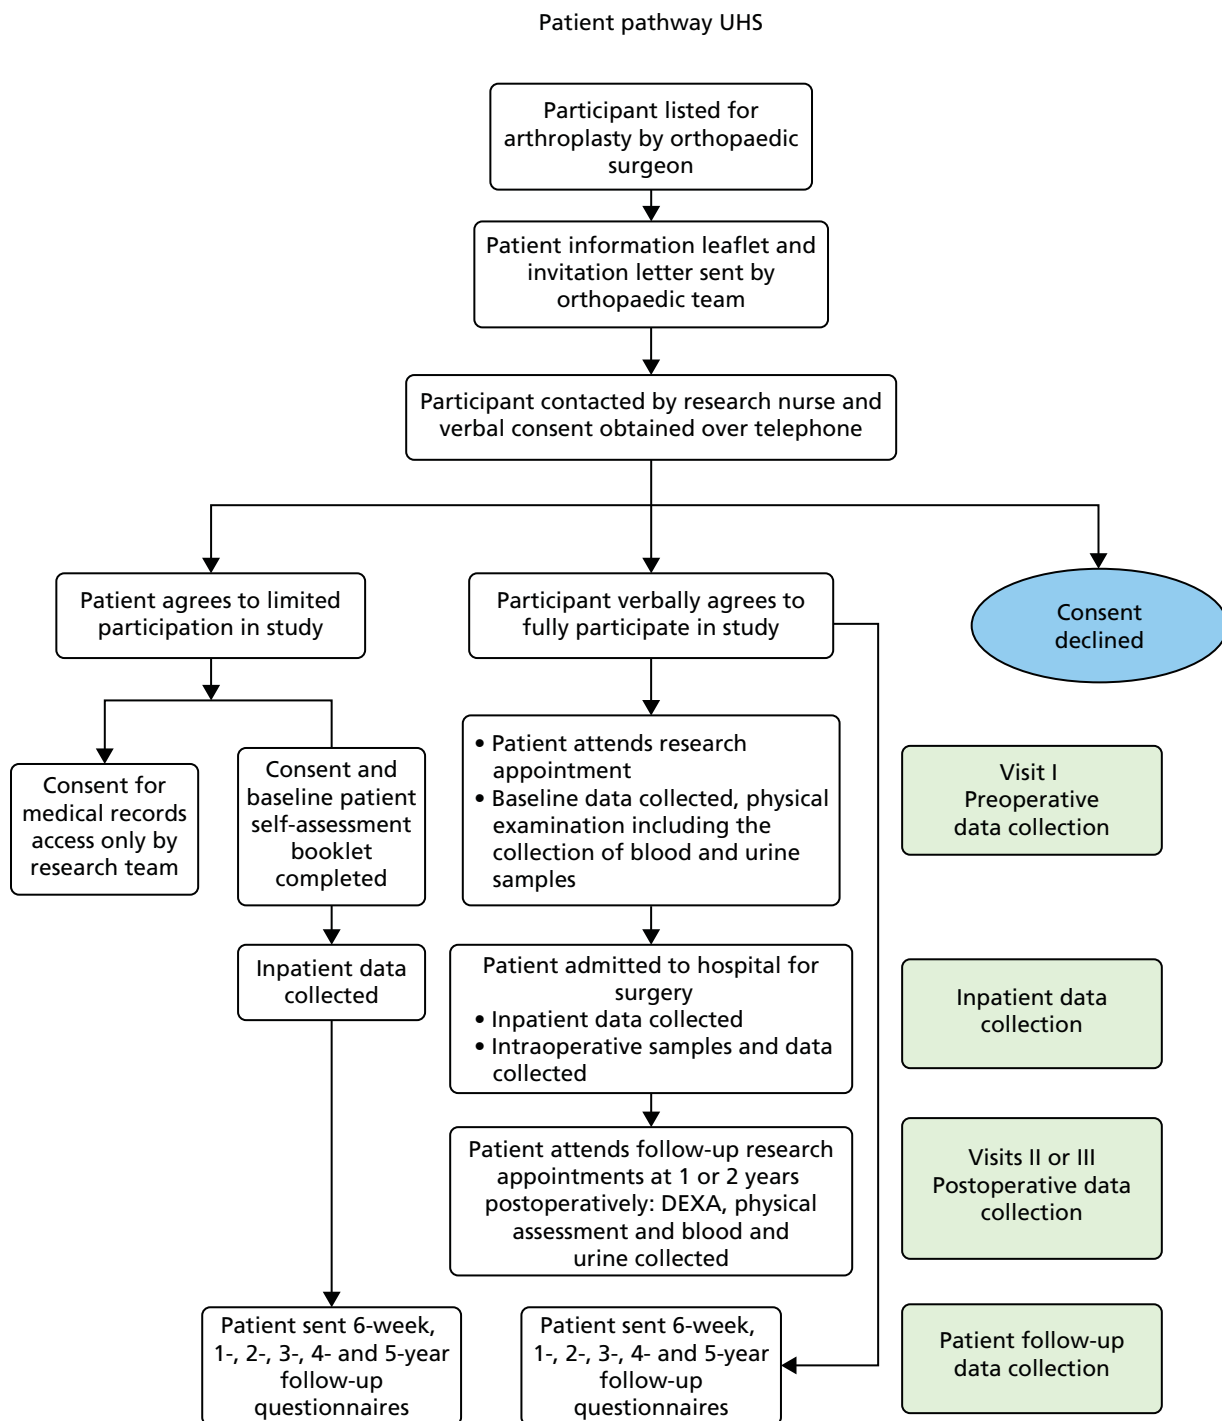 Patient pathway UHS
Participant listed for
arthroplasty by orthopaedic
surgeon
Patient information leaflet and
invitation letter sent by
orthopaedic team
Participant contacted by research nurse and
verbal consent obtained over telephone
Patient agrees to limited
participation in study
Participant verbally agrees to
fully participate in study
Consent
declined
Consent for
medical records
access only by
research team
Consent and
baseline patient
self-assessment
booklet
completed
• Patient attends research
appointment
• Baseline data collected, physical
examination including the
collection of blood and urine
samples
Visit I
Preoperative
data collection
Inpatient data
collected
Patient admitted to hospital for
surgery
• Inpatient data collected
• Intraoperative samples and data
collected
Inpatient data
collection
Patient attends follow-up research
appointments at 1 or 2 years
postoperatively: DEXA, physical
assessment and blood and
urine collected
Visits II or III
Postoperative data
collection
Patient sent 6-week,
1-, 2-, 3-, 4- and 5-year
follow-up
questionnaires
Patient sent 6-week,
1-, 2-, 3-, 4- and 5-year
follow-up
questionnaires
Patient follow-up
data collection